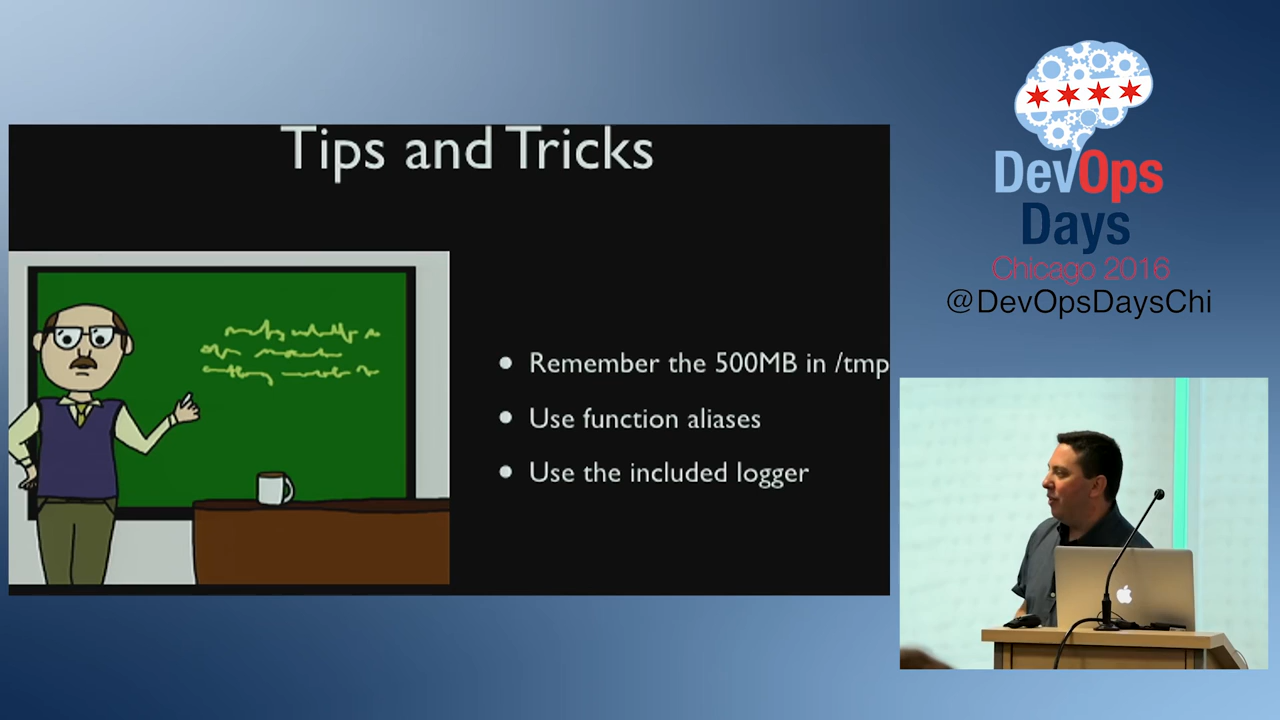 Tips and Tricks
Remember the 500MB in /tmp
Use function aliases
Use the included logger
DevOps
Days
Chicago 2016
@DevOpsDaysChi